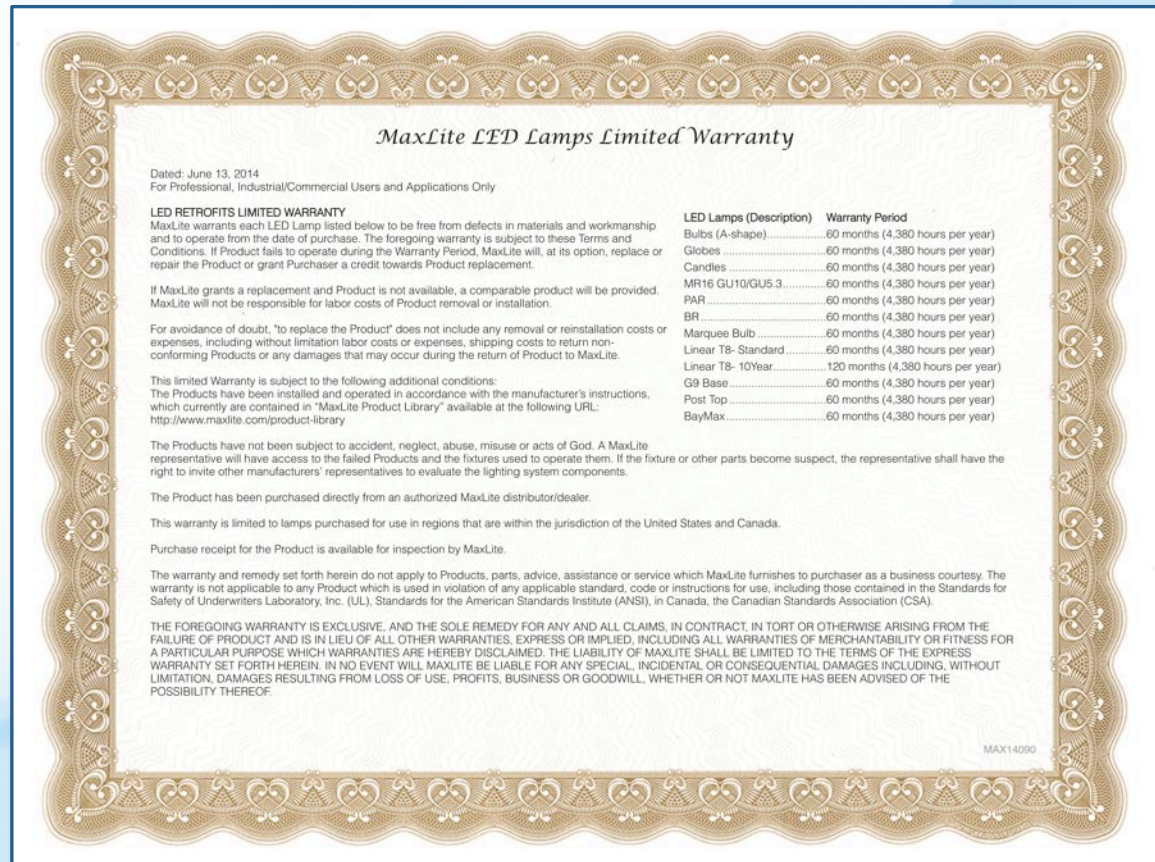 MaxLite LED Lamps Limited Warranty
Dated: June 13, 2014
For Professional, Industrial/Commercial Users and Applications Only
LED RETROFITS LIMITED WARRANTY
MaxLite warrants each LED Lamp listed below to be free from defects in materials and workmanship
and to operate from the date of purchase. The foregoing warranty is subject to these Terms and
Conditions. If Product fails to operate during the Warranty Period, MaxLite will, at its option, replace or
repair the Product or grant Purchaser a credit towards Product replacement.
If MaxLite grants a replacement and Product is not available, a comparable product will be provided.
MaxLite will not be responsible for labor costs of Product removal or installation.
For avoidance of doubt, "to replace the Product" does not include any removal or reinstallation costs or
expenses, including without limitation labor costs or expenses, shipping costs to return non-
conforming Products or any damages that may occur during the return of Product to MaxLite.
This limited Warranty is subject to the following additional conditions:
The Products have been installed and operated in accordance with the manufacturer's instructions,
which currently are contained in "MaxLite Product Library" available at the following URL:
http://www.maxlite.com/product-library
LED Lamps (Description) Warranty Period
Bulbs (A-shape)....................60 months (4,380 hours per year)
Globes ................................60 months (4,380 hours per year)
Candles ..............................60 months (4,380 hours per year)
MR16 GU10/GU5.3..............60 months (4,380 hours per year)
PAR.....................................60 months (4,380 hours per year)
BR.......................................60 months (4,380 hours per year)
Marquee Bulb ......................60 months (4,380 hours per year)
Linear T8- Standard.............60 months (4,380 hours per year)
Linear T8- 10Year.................120 months (4,380 hours per year)
G9 Base...............................60 months (4,380 hours per year)
Post Top ..............................60 months (4,380 hours per year)
BayMax................................60 months (4,380 hours per year)
The Products have not been subject to accident, neglect, abuse, misuse or acts of God. A MaxLite
representative will have access to the failed Products and the fixtures used to operate them. If the fixture or other parts become suspect, the representative shall have the
right to invite other manufacturers' representatives to evaluate the lighting system components.
The Product has been purchased directly from an authorized MaxLite distributor/dealer.
This warranty is limited to lamps purchased for use in regions that are within the jurisdiction of the United States and Canada.
Purchase receipt for the Product is available for inspection by MaxLite.
The warranty and remedy set forth herein do not apply to Products, parts, advice, assistance or service which MaxLite furnishes to purchaser as a business courtesy. The
warranty is not applicable to any Product which is used in violation of any applicable standard, code or instructions for use, including those contained in the Standards for
Safety of Underwriters Laboratory, Inc. (UL), Standards for the American Standards Institute (ANSI), in Canada, the Canadian Standards Association (CSA).
THE FOREGOING WARRANTY IS EXCLUSIVE, AND THE SOLE REMEDY FOR ANY AND ALL CLAIMS, IN CONTRACT, IN TORT OR OTHERWISE ARISING FROM THE
FAILURE OF PRODUCT AND IS IN LIEU OF ALL OTHER WARRANTIES, EXPRESS OR IMPLIED, INCLUDING ALL WARRANTIES OF MERCHANTABILITY OR FITNESS FOR
A PARTICULAR PURPOSE WHICH WARRANTIES ARE HEREBY DISCLAIMED. THE LIABILITY OF MAXLITE SHALL BE LIMITED TO THE TERMS OF THE EXPRESS
WARRANTY SET FORTH HEREIN. IN NO EVENT WILL MAXLITE BE LIABLE FOR ANY SPECIAL, INCIDENTAL OR CONSEQUENTIAL DAMAGES INCLUDING, WITHOUT
LIMITATION, DAMAGES RESULTING FROM LOSS OF USE, PROFITS, BUSINESS OR GOODWILL, WHETHER OR NOT MAXLITE HAS BEEN ADVISED OF THE
POSSIBILITY THEREOF.
MAX14090